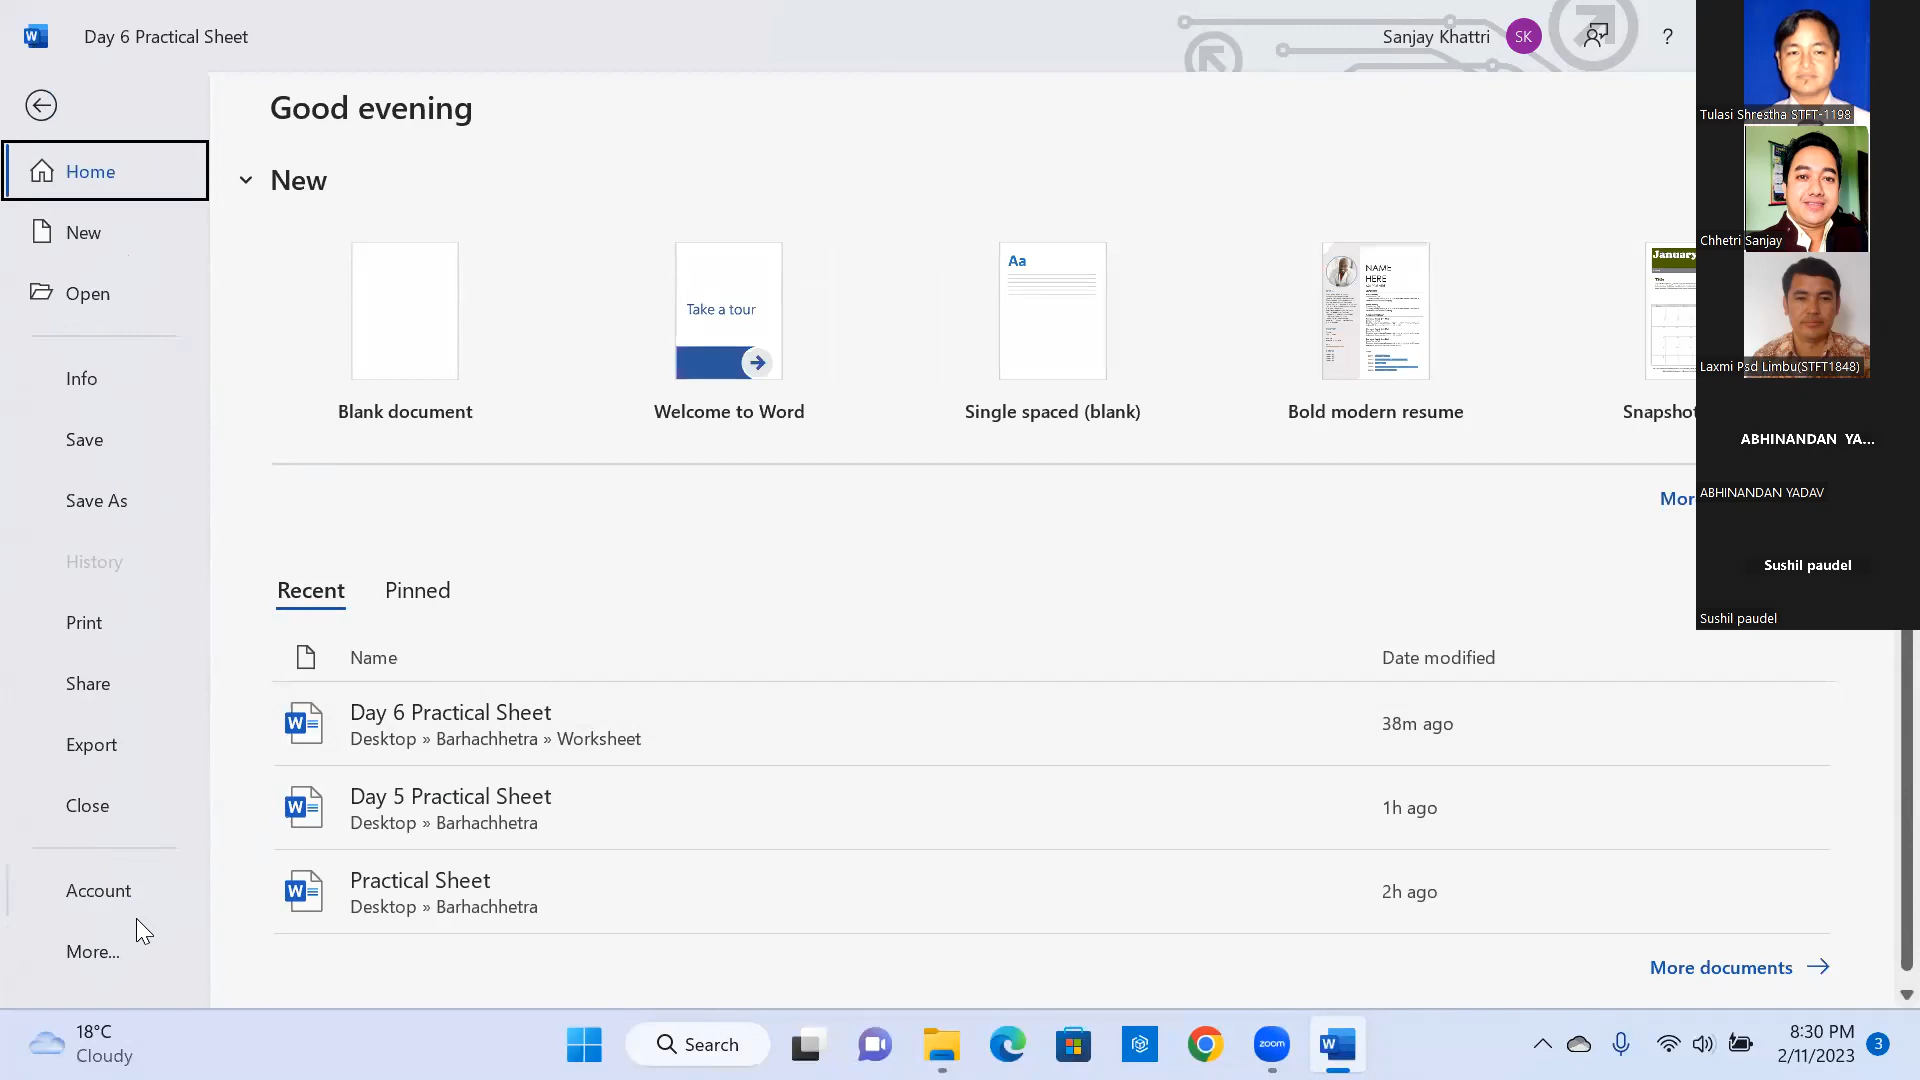 Day 6 Practical Sheet
Sanjay Khattri
SK
?
Good evening
Home
New
Open
Info
Save
Save As
History
Print
Share
Export
Close
Account
More...
New
Take a tour
Aa
NAME
HERE
January
Blank document
Welcome to Word
Single spaced (blank)
Bold modern resume
Snapshot
Mor
Recent
Pinned
Name
Date modified
Day 6 Practical Sheet
Desktop » Barhachhetra » Worksheet
38m ago
Day 5 Practical Sheet
Desktop » Barhachhetra
1h ago
Practical Sheet
Desktop » Barhachhetra
2h ago
More documents
Tulasi Shrestha STFT-1198
Chhetri Sanjay
Laxmi Psd Limbu(STFT1848)
ABHINANDAN YA...
ABHINANDAN YADAV
Sushil paudel
Sushil paudel
18°C
Cloudy
Search
zoom
8:30 PM
2/11/2023
3